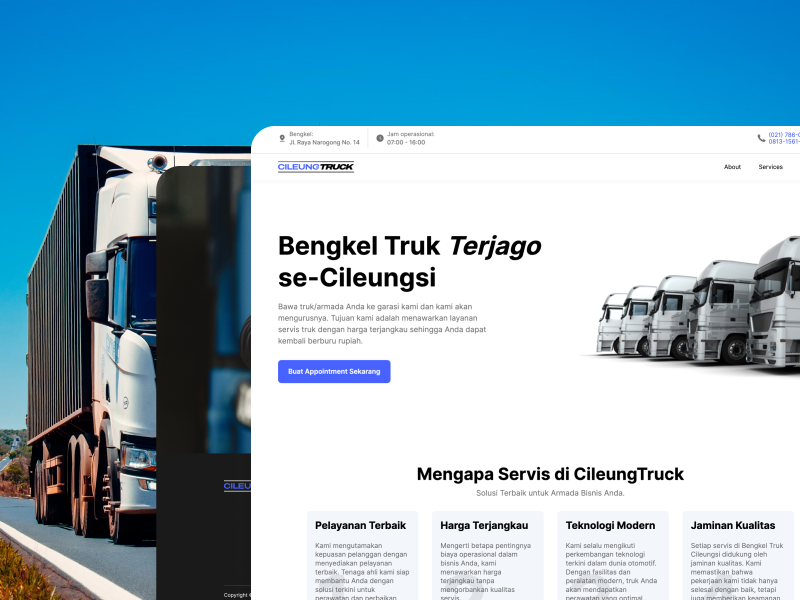 Bengkel:
Jl. Raya Narogong No. 14
Jam operasional:
07:00 - 16:00
(021) 786-
0813-1561-
CILEUNGTRUCK
About
Services
Bengkel Truk Terjago
se-Cileungsi
Bawa truk/armada Anda ke garasi kami dan kami akan
mengurusnya. Tujuan kami adalah menawarkan layanan
servis truk dengan harga terjangkau sehingga Anda dapat
kembali berburu rupiah.
Buat Appointment Sekarang
Mengapa Servis di CileungTruck
Solusi Terbaik untuk Armada Bisnis Anda.
Pelayanan Terbaik
Kami mengutamakan
kepuasan pelanggan dengan
menyediakan pelayanan
terbaik. Tenaga ahli kami siap
membantu Anda dengan
solusi terkini untuk
perawatan dan perbaikan
Harga Terjangkau
Mengerti betapa pentingnya
biaya operasional dalam
bisnis Anda, kami
menawarkan harga
terjangkau tanpa
mengorbankan kualitas
servis.
Teknologi Modern
Kami selalu mengikuti
perkembangan teknologi
terkini dalam dunia otomotif.
Dengan fasilitas dan
peralatan modern, truk Anda
akan mendapatkan
perawatan yang optimal
Jaminan Kualitas
Setiap servis di Bengkel Truk
Cileungsi didukung oleh
jaminan kualitas. Kami
memastikan bahwa
pekerjaan kami tidak hanya
selesai dengan baik, tetapi
juga memberikan keamanan
CILEU
Copyright ©